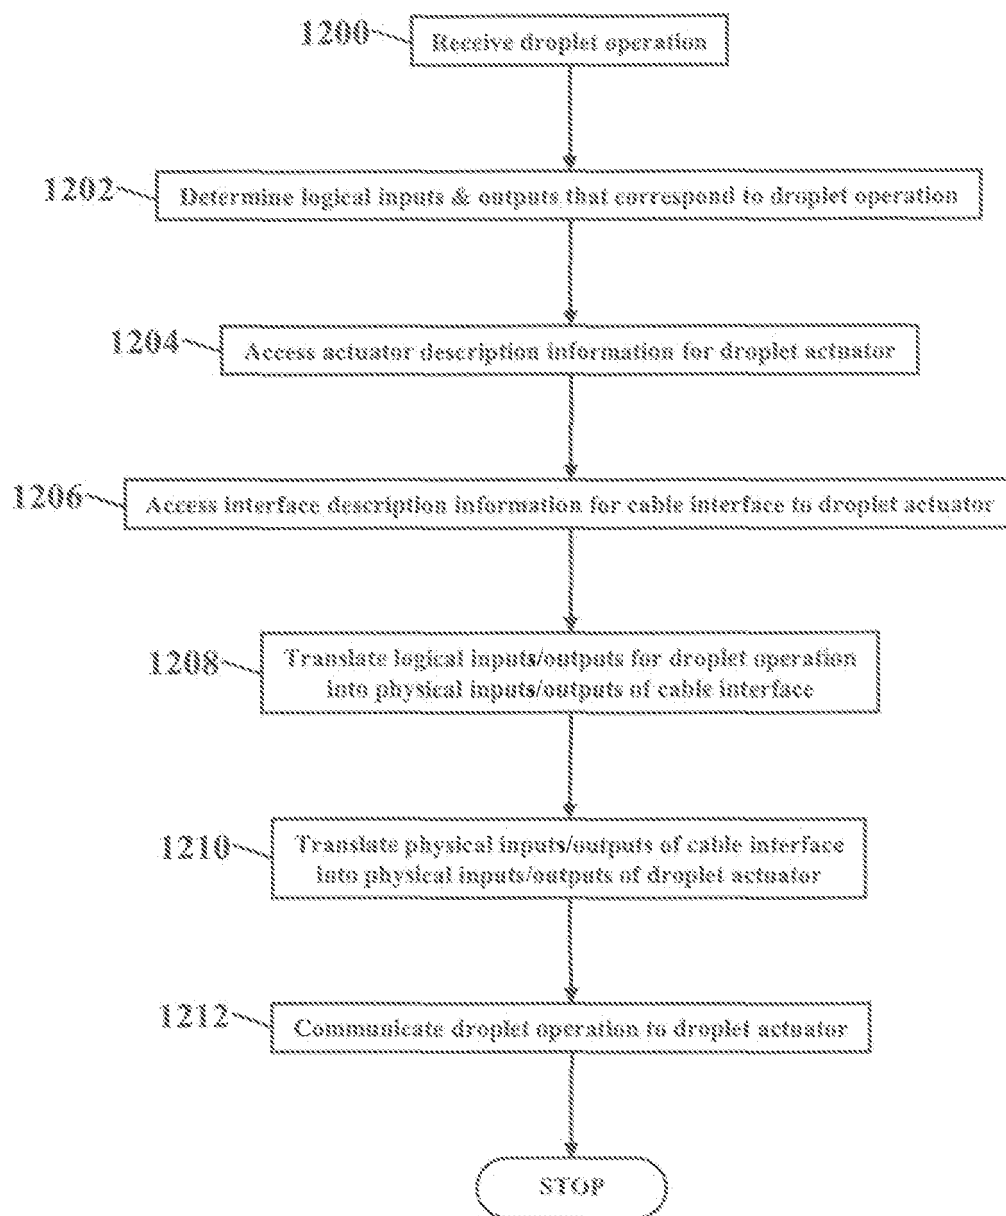 1200
Receive droplet operation
1202
Determine logical inputs & outputs that correspond to droplet operation
1204
Access actuator description information for droplet actuator
1206
Access interface description information for cable interface to droplet actuator
1208
Translate logical inputs/outputs for droplet operation
into physical inputs/outputs of cable interface
1210
Translate physical inputs/outputs of cable interface
into physical inputs/outputs of droplet actuator
1212
Communicate droplet operation to droplet actuator
STOP